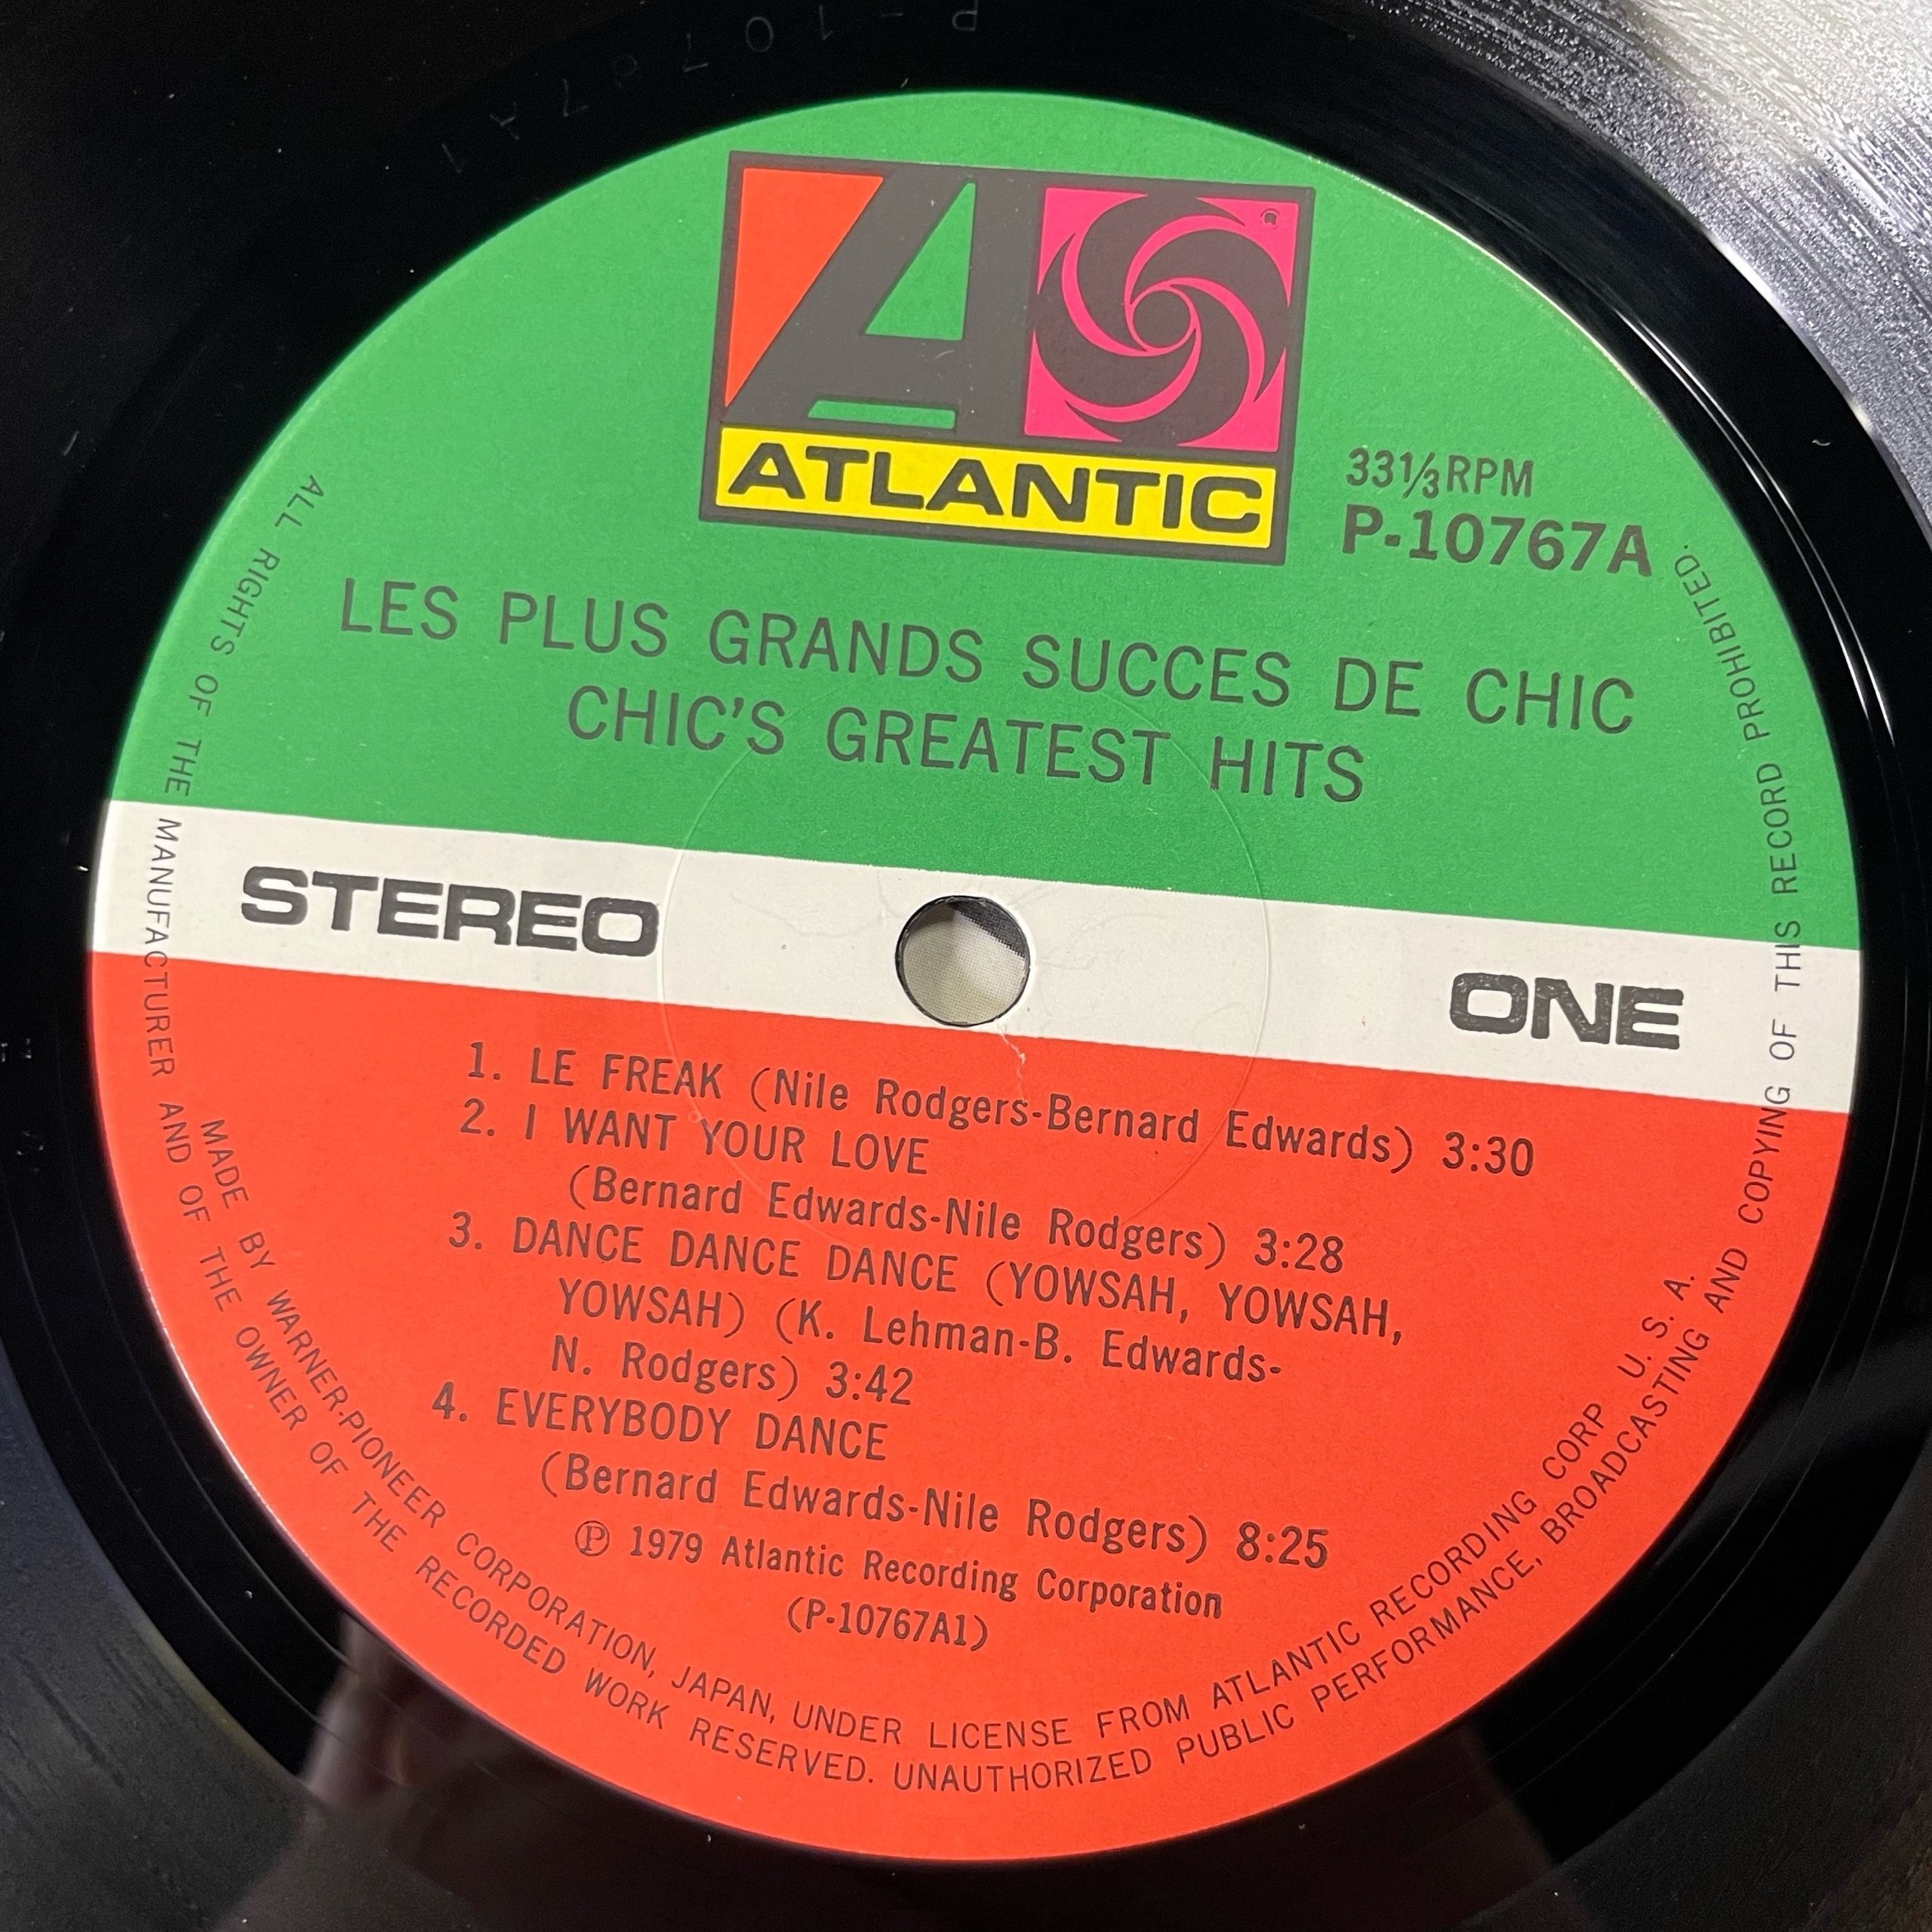 P-10767A1
ATLANTIC
®
33⅓RPM
P-10767A
LES PLUS GRANDS SUCCES DE CHIC
CHIC'S GREATEST HITS
STEREO
ONE
1. LE FREAK (Nile Rodgers-Bernard Edwards) 3:30
2. I WANT YOUR LOVE
(Bernard Edwards-Nile Rodgers) 3:28
3. DANCE DANCE DANCE (YOWSAH, YOWSAH,
YOWSAH) (K. Lehman-B. Edwards-
N. Rodgers) 3:42
4. EVERYBODY DANCE
(Bernard Edwards-Nile Rodgers) 8:25
Ⓟ 1979 Atlantic Recording Corporation
(P-10767A1)
MADE BY WARNER-PIONEER CORPORATION, JAPAN, UNDER LICENSE FROM ATLANTIC RECORDING CORP U. S. A.
ALL RIGHTS OF THE MANUFACTURER AND OF THE OWNER OF THE RECORDED WORK RESERVED. UNAUTHORIZED PUBLIC PERFORMANCE, BROADCASTING AND COPYING OF THIS RECORD PROHIBITED.